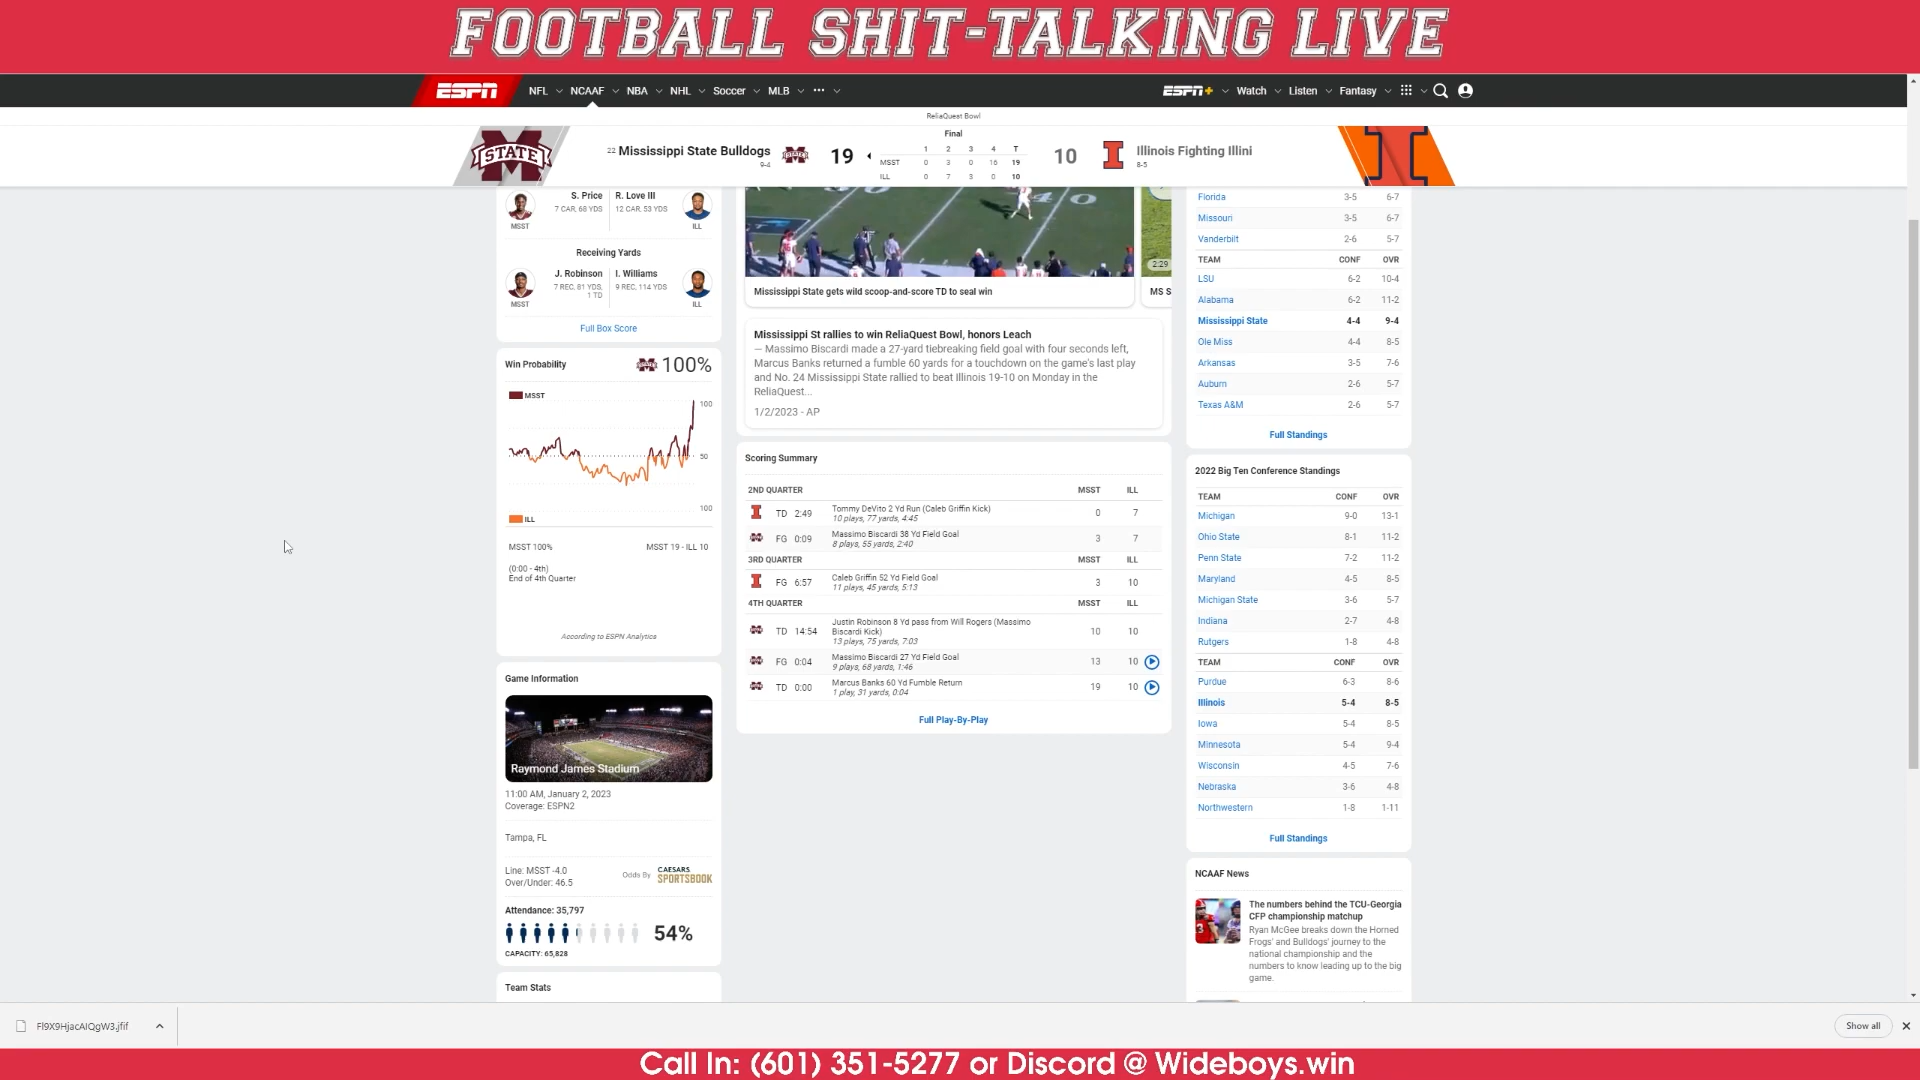 FOOTBALL SHIT-TALKING LIVE
ESPN NFL NCAAF NBA NHL Soccer MLB ••• ESPN+ Watch Listen Fantasy
ReliaQuest Bowl
Final
STATE 22 Mississippi State Bulldogs 19 10 Illinois Fighting Illini
9-4 8-5
1 2 3 4 T
MSST 0 3 0 16 19
ILL 0 7 3 0 10
S. Price R. Love III
7 CAR, 68 YDS 12 CAR, 53 YDS
MSST ILL
Receiving Yards
J. Robinson I. Williams
7 REC, 81 YDS, 9 REC, 114 YDS
1 TD
MSST ILL
Full Box Score
Win Probability 100%
MSST
100
50
100
ILL
MSST 100% MSST 19 - ILL 10
(0:00 - 4th)
End of 4th Quarter
According to ESPN Analytics
Game Information
Raymond James Stadium
11:00 AM, January 2, 2023
Coverage: ESPN2
Tampa, FL
Line: MSST -4.0
Over/Under: 46.5
Odds By CAESARS
SPORTSBOOK
Attendance: 35,797
54%
CAPACITY: 65,828
Team Stats
40
2:29
Mississippi State gets wild scoop-and-score TD to seal win
MS S
Mississippi St rallies to win ReliaQuest Bowl, honors Leach
— Massimo Biscardi made a 27-yard tiebreaking field goal with four seconds left,
Marcus Banks returned a fumble 60 yards for a touchdown on the game's last play
and No. 24 Mississippi State rallied to beat Illinois 19-10 on Monday in the
ReliaQuest...
1/2/2023 - AP
Scoring Summary
2ND QUARTER MSST ILL
TD 2:49 Tommy DeVito 2 Yd Run (Caleb Griffin Kick) 0 7
10 plays, 77 yards, 4:45
FG 0:09 Massimo Biscardi 38 Yd Field Goal 3 7
8 plays, 55 yards, 2:40
3RD QUARTER MSST ILL
FG 6:57 Caleb Griffin 52 Yd Field Goal 3 10
11 plays, 45 yards, 5:13
4TH QUARTER MSST ILL
TD 14:54 Justin Robinson 8 Yd pass from Will Rogers (Massimo
Biscardi Kick) 10 10
13 plays, 75 yards, 7:03
FG 0:04 Massimo Biscardi 27 Yd Field Goal 13 10
9 plays, 68 yards, 1:46
TD 0:00 Marcus Banks 60 Yd Fumble Return 19 10
1 play, 31 yards, 0:04
Full Play-By-Play
Florida 3-5 6-7
Missouri 3-5 6-7
Vanderbilt 2-6 5-7
TEAM CONF OVR
LSU 6-2 10-4
Alabama 6-2 11-2
Mississippi State 4-4 9-4
Ole Miss 4-4 8-5
Arkansas 3-5 7-6
Auburn 2-6 5-7
Texas A&M 2-6 5-7
Full Standings
2022 Big Ten Conference Standings
TEAM CONF OVR
Michigan 9-0 13-1
Ohio State 8-1 11-2
Penn State 7-2 11-2
Maryland 4-5 8-5
Michigan State 3-6 5-7
Indiana 2-7 4-8
Rutgers 1-8 4-8
TEAM CONF OVR
Purdue 6-3 8-6
Illinois 5-4 8-5
Iowa 5-4 8-5
Minnesota 5-4 9-4
Wisconsin 4-5 7-6
Nebraska 3-6 4-8
Northwestern 1-8 1-11
Full Standings
NCAAF News
The numbers behind the TCU-Georgia
CFP championship matchup
Ryan McGee breaks down the Horned
Frogs' and Bulldogs' journey to the
national championship and the
numbers to know leading up to the big
game.
Fl9X9HjacAIQgW3.jfif
Show all
Call In: (601) 351-5277 or Discord @ Wideboys.win